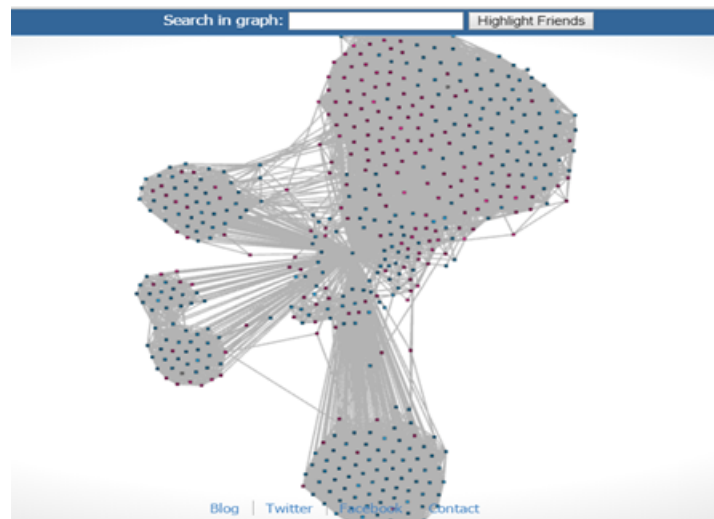 Search in graph: Highlight Friends
Blog | Twitter | Facebook | Contact